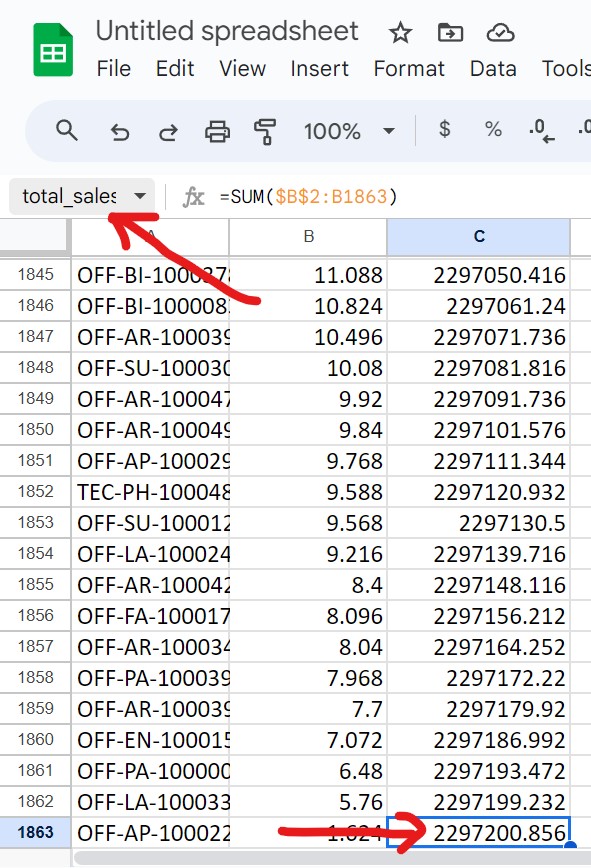 Untitled spreadsheet
File Edit View Insert Format Data Tools
100% $ % .0 .0
total_sales fx =SUM($B$2:B1863)
A B C
1845 OFF-BI-1000378 11.088 2297050.416
1846 OFF-BI-100008 10.824 2297061.24
1847 OFF-AR-100039 10.496 2297071.736
1848 OFF-SU-100030 10.08 2297081.816
1849 OFF-AR-100047 9.92 2297091.736
1850 OFF-AR-100049 9.84 2297101.576
1851 OFF-AP-100029 9.768 2297111.344
1852 TEC-PH-100048 9.588 2297120.932
1853 OFF-SU-100012 9.568 2297130.5
1854 OFF-LA-100024 9.216 2297139.716
1855 OFF-AR-100042 8.4 2297148.116
1856 OFF-FA-100017 8.096 2297156.212
1857 OFF-AR-100034 8.04 2297164.252
1858 OFF-PA-100039 7.968 2297172.22
1859 OFF-AR-100039 7.7 2297179.92
1860 OFF-EN-100015 7.072 2297186.992
1861 OFF-PA-100000 6.48 2297193.472
1862 OFF-LA-100033 5.76 2297199.232
1863 OFF-AP-100022 1.624 2297200.856